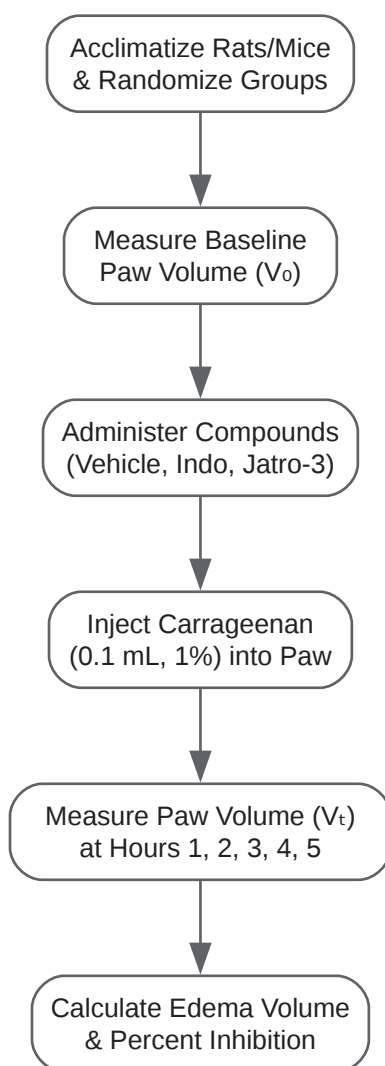 Acclimatize Rats/Mice
& Randomize Groups
Measure Baseline
Paw Volume (V₀)
Administer Compounds
(Vehicle, Indo, Jatro-3)
Inject Carrageenan
(0.1 mL, 1%) into Paw
Measure Paw Volume (Vₜ)
at Hours 1, 2, 3, 4, 5
Calculate Edema Volume
& Percent Inhibition